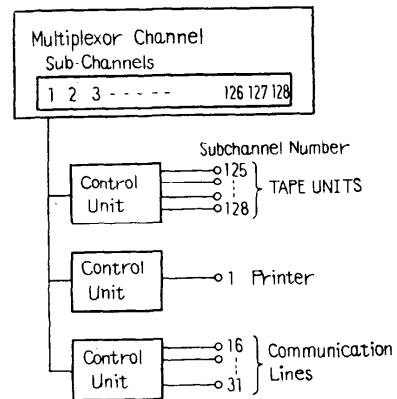 Multiplexor Channel
Sub-Channels
1 2 3 - - - - - 126 127 128
Subchannel Number
Control
Unit
125
128
TAPE UNITS
Control
Unit
1 Printer
Control
Unit
16
31
Communication
Lines